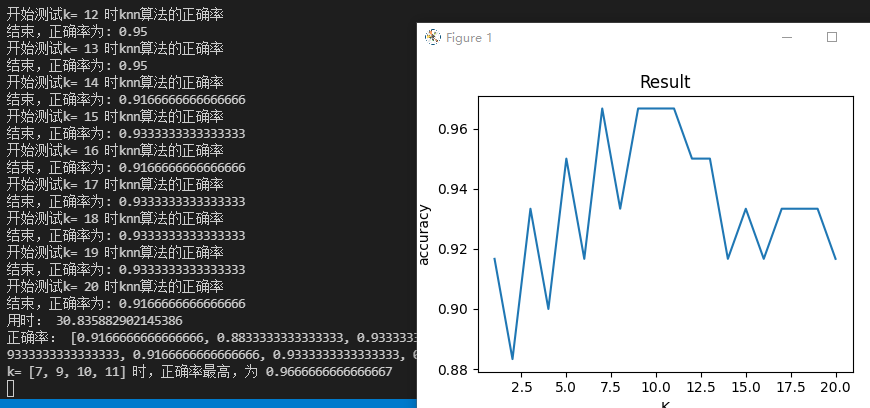 开始测试k= 12 时knn算法的正确率
结束，正确率为: 0.95
开始测试k= 13 时knn算法的正确率
结束，正确率为: 0.95
开始测试k= 14 时knn算法的正确率
结束，正确率为: 0.9166666666666666
开始测试k= 15 时knn算法的正确率
结束，正确率为: 0.9333333333333333
开始测试k= 16 时knn算法的正确率
结束，正确率为: 0.9166666666666666
开始测试k= 17 时knn算法的正确率
结束，正确率为: 0.9333333333333333
开始测试k= 18 时knn算法的正确率
结束，正确率为: 0.9333333333333333
开始测试k= 19 时knn算法的正确率
结束，正确率为: 0.9333333333333333
开始测试k= 20 时knn算法的正确率
结束，正确率为: 0.9166666666666666
用时： 30.835882902145386
正确率： [0.9166666666666666, 0.8833333333333333, 0.933333
9333333333333333, 0.9166666666666666, 0.9333333333333333,
k= [7, 9, 10, 11] 时，正确率最高，为 0.9666666666666667
Figure 1
Result
0.96
0.94
0.92
0.90
0.88
accuracy
2.5 5.0 7.5 10.0 12.5 15.0 17.5 20.0
K